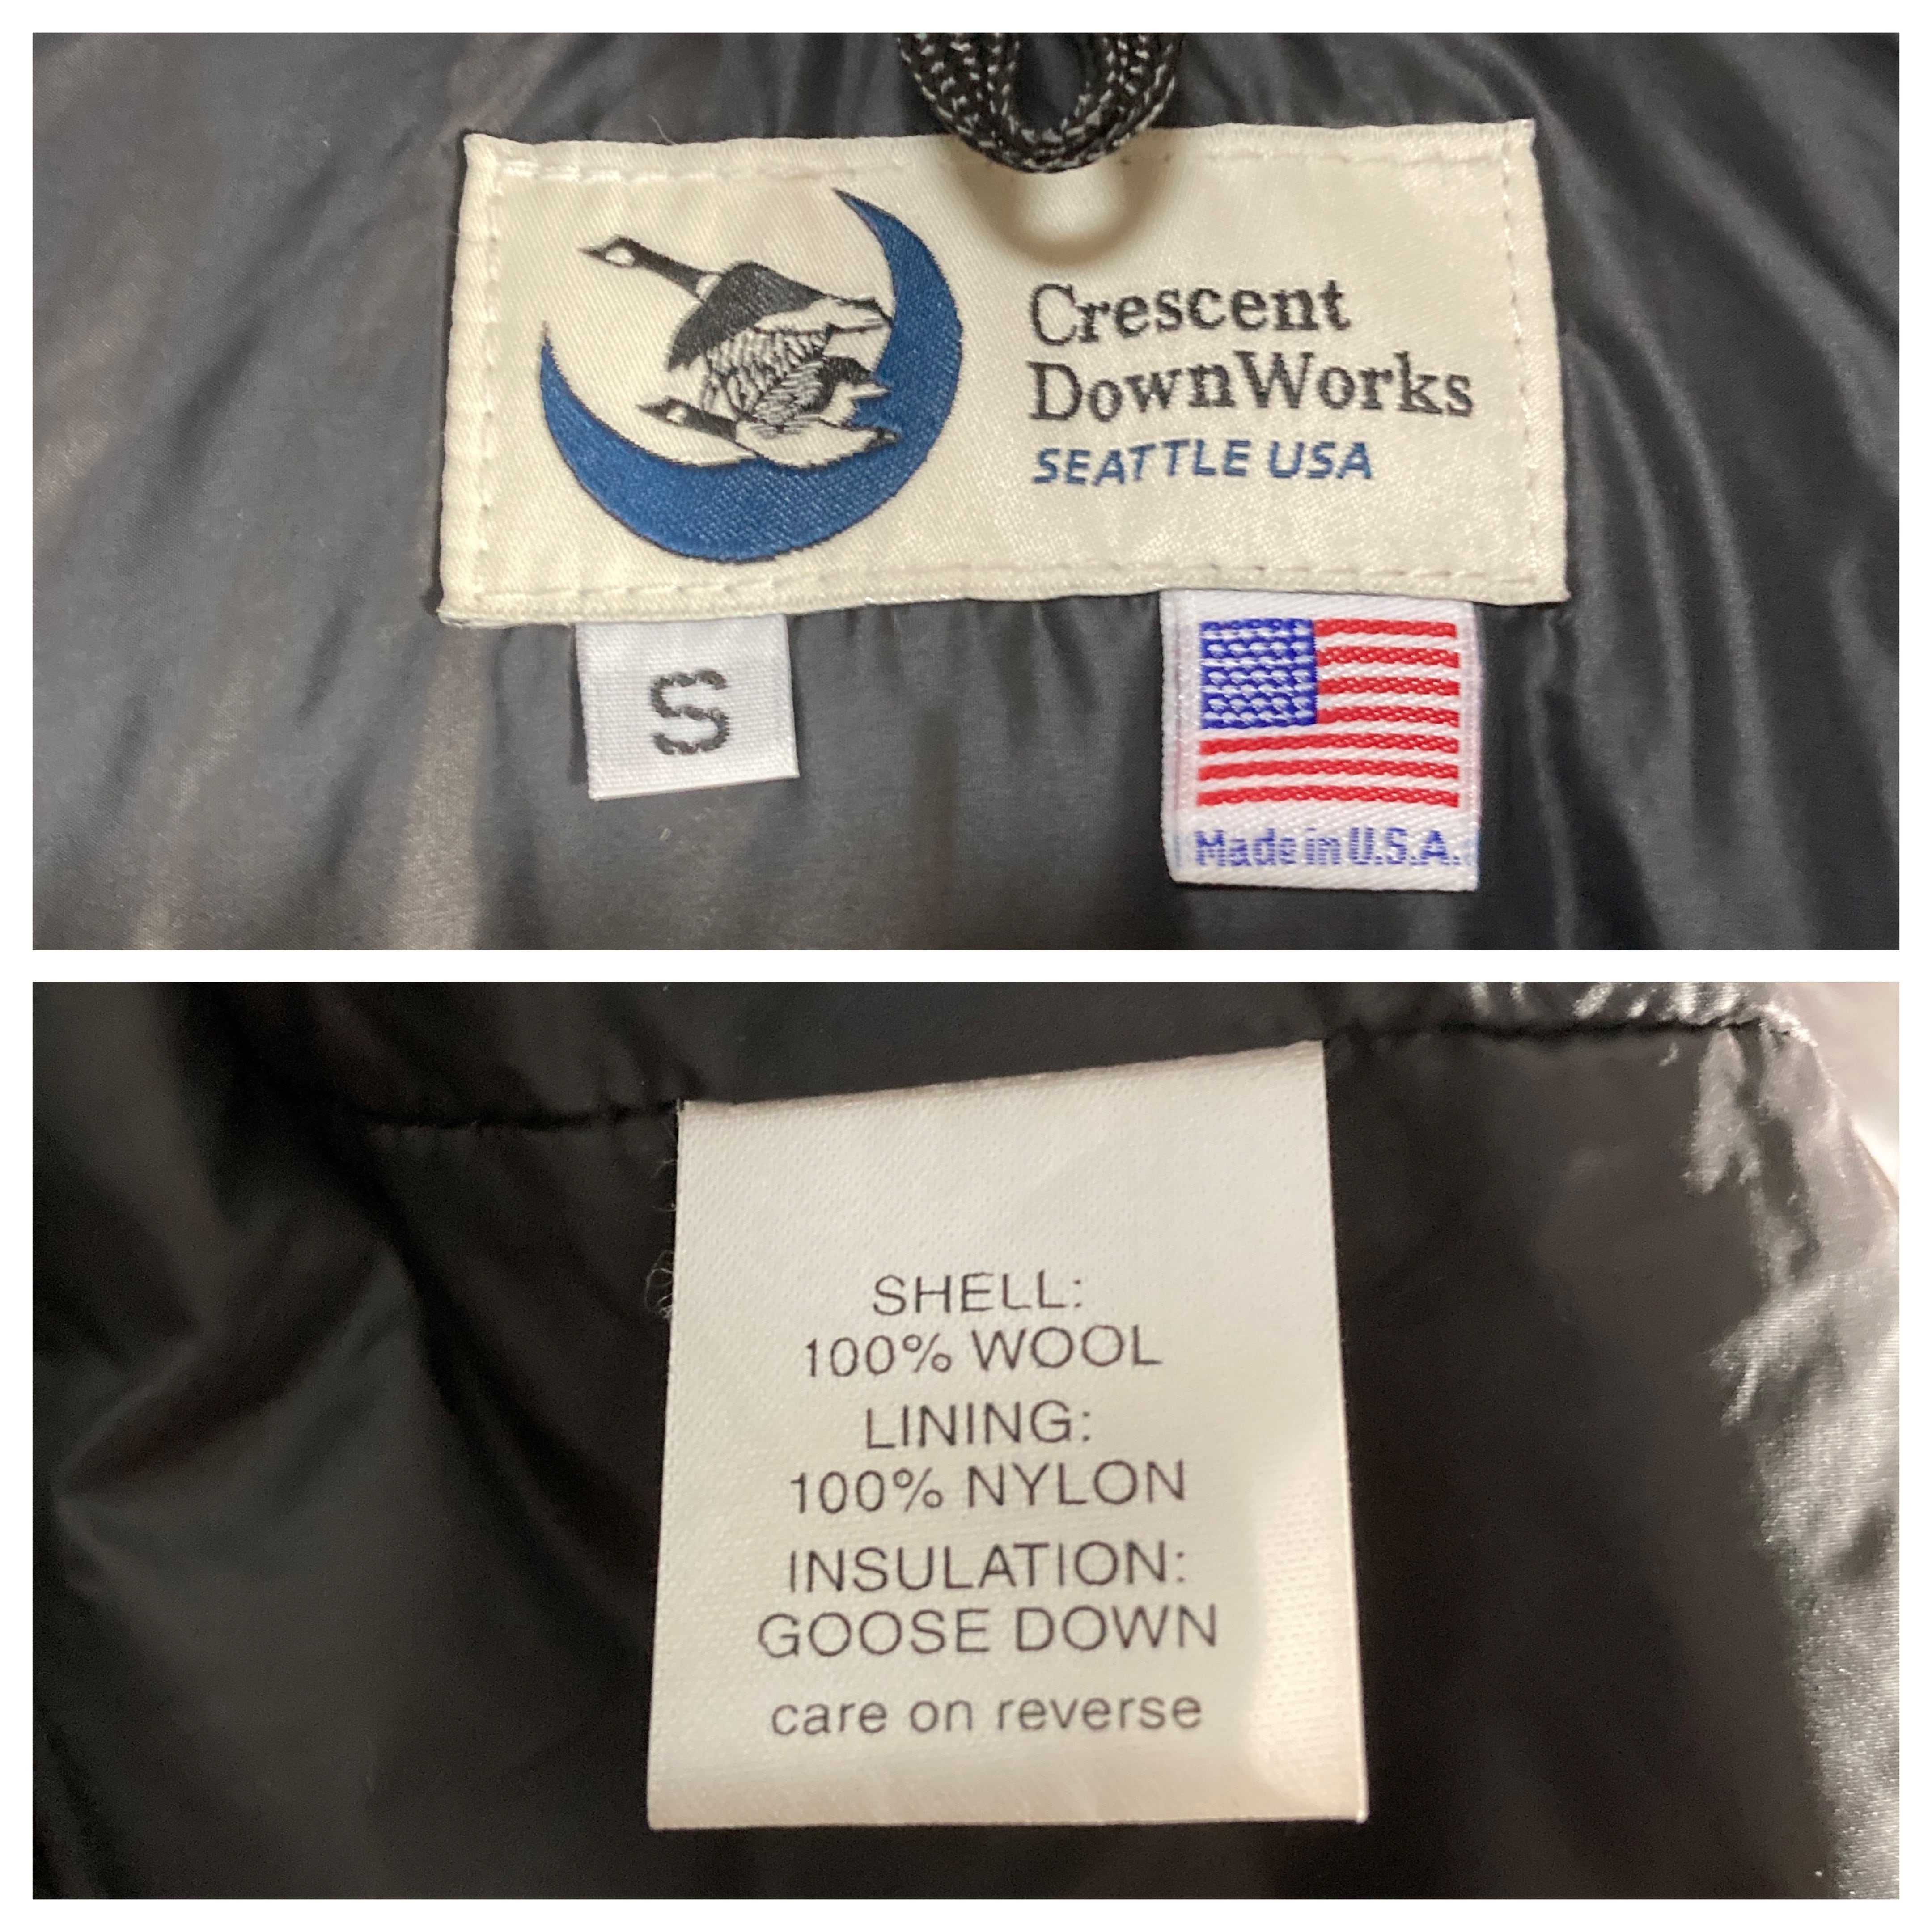 Crescent
DownWorks
SEATTLE USA
S
Made in U.S.A.
SHELL:
100% WOOL
LINING:
100% NYLON
INSULATION:
GOOSE DOWN
care on reverse